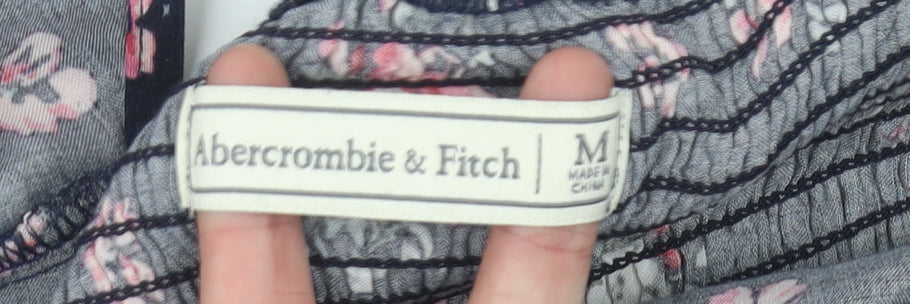 Abercrombie & Fitch
M
MADE IN
CHINA